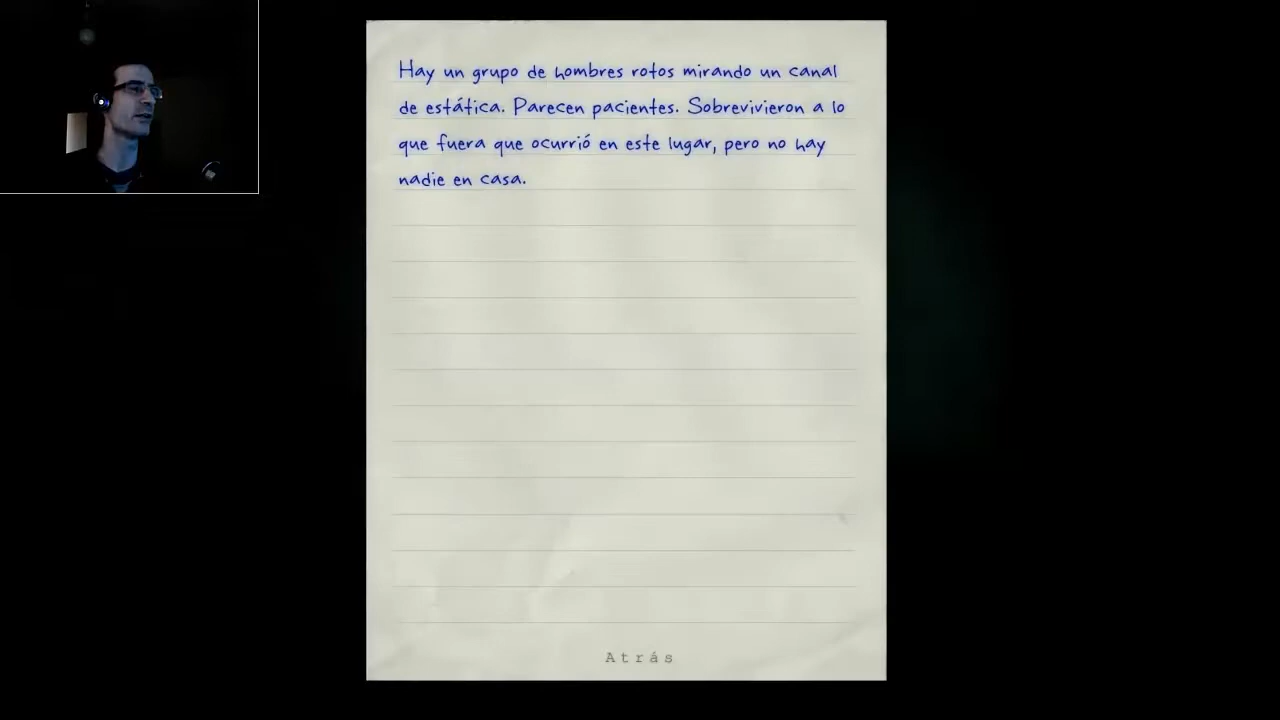 Hay un grupo de hombres rotos mirando un canal
de estática. Parecen pacientes. Sobrevivieron a lo
que fuera que ocurrió en este lugar, pero no hay
nadie en casa.
Atrás